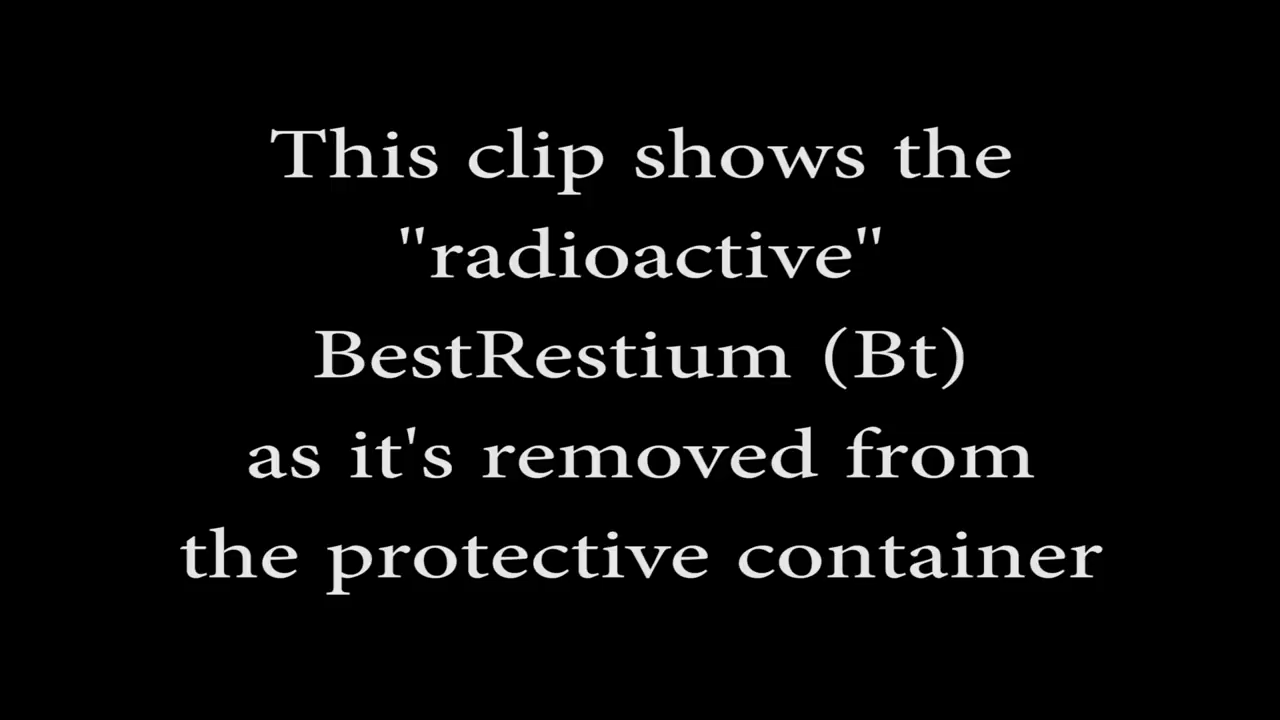 This clip shows the
"radioactive"
BestRestium (Bt)
as it's removed from
the protective container